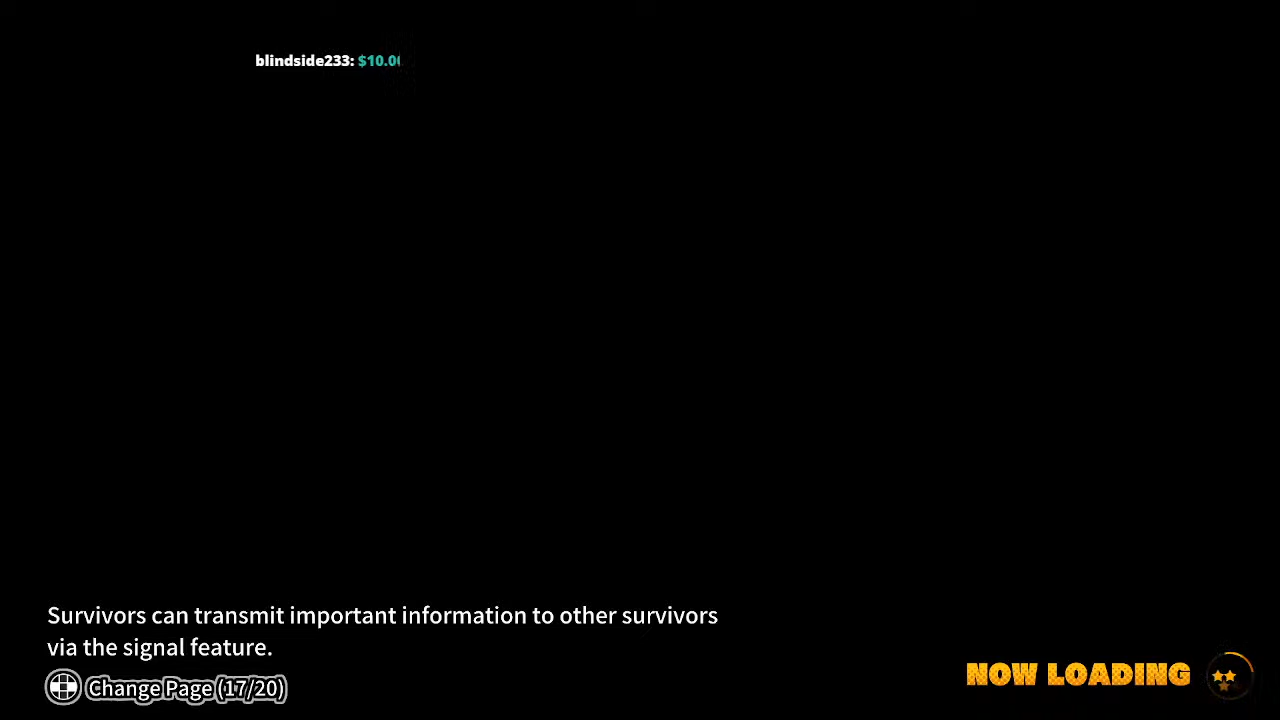 blindside233: $10.00
Survivors can transmit important information to other survivors
via the signal feature.
Change Page (17/20)
NOW LOADING